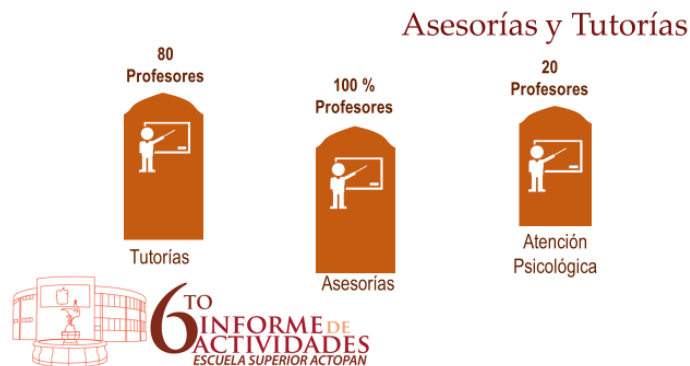 Asesorías y Tutorías
80
Profesores
Tutorías
100 %
Profesores
Asesorías
20
Profesores
Atención
Psicológica
6TO
INFORME DE
ACTIVIDADES
ESCUELA SUPERIOR ACTOPAN